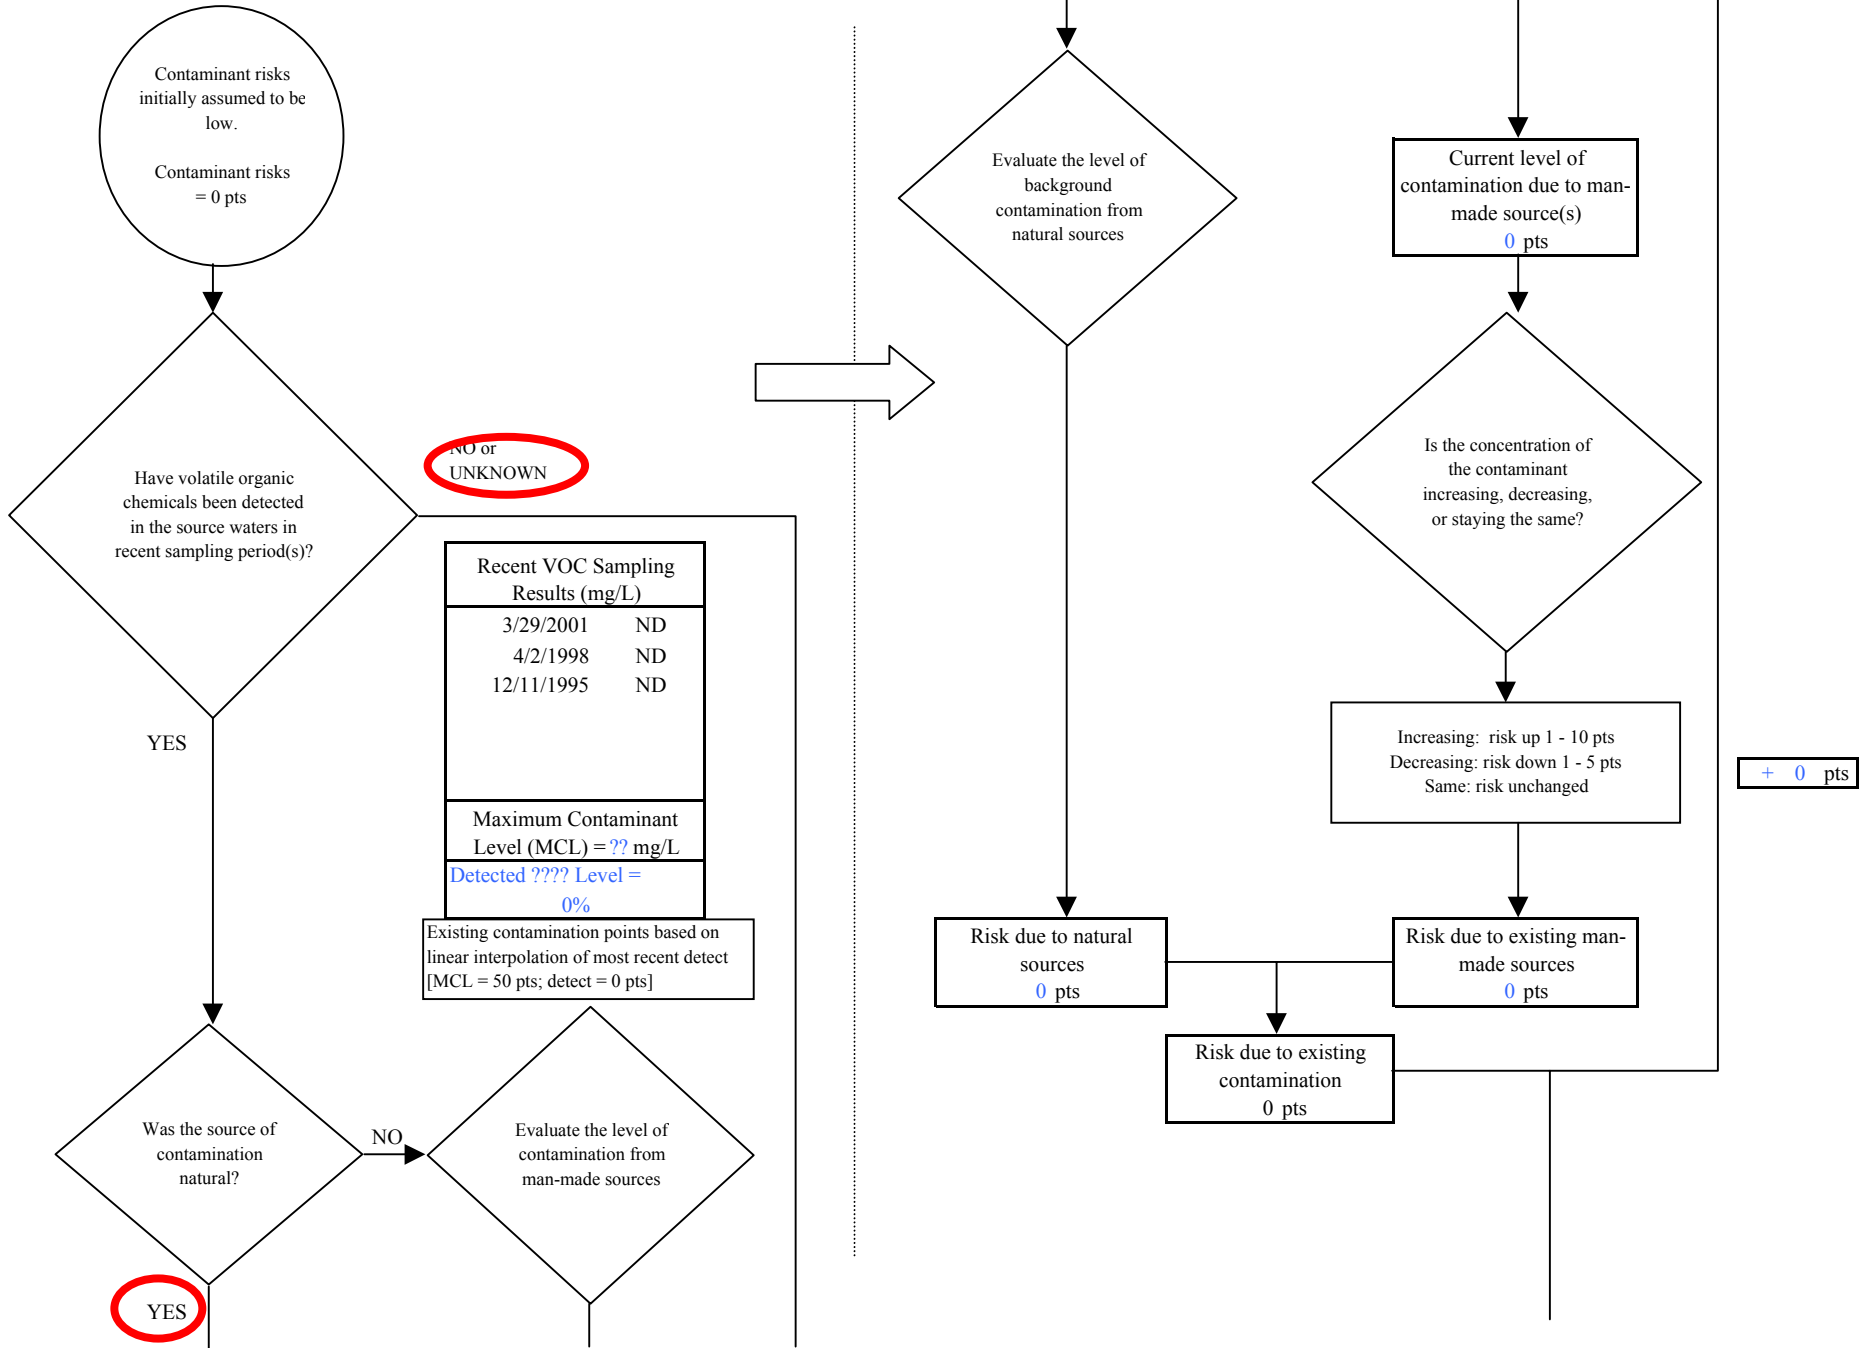 Contaminant risks
initially assumed to be
low.
Contaminant risks
= 0 pts
Have volatile organic
chemicals been detected
in the source waters in
recent sampling period(s)?
NO or
UNKNOWN
YES
Recent VOC Sampling
Results (mg/L)
3/29/2001 ND
4/2/1998 ND
12/11/1995 ND
Maximum Contaminant
Level (MCL) = ?? mg/L
Detected ???? Level =
0%
Existing contamination points based on
linear interpolation of most recent detect
[MCL = 50 pts; detect = 0 pts]
Was the source of
contamination
natural?
NO
YES
Evaluate the level of
contamination from
man-made sources
Evaluate the level of
background
contamination from
natural sources
Current level of
contamination due to man-
made source(s)
0 pts
Is the concentration of
the contaminant
increasing, decreasing,
or staying the same?
Increasing: risk up 1 - 10 pts
Decreasing: risk down 1 - 5 pts
Same: risk unchanged
+ 0 pts
Risk due to natural
sources
0 pts
Risk due to existing man-
made sources
0 pts
Risk due to existing
contamination
0 pts